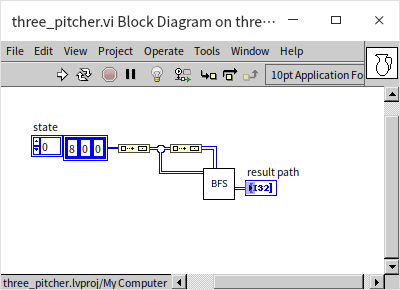 three_pitcher.vi Block Diagram on thre…
File Edit View Project Operate Tools Window Help
10pt Application Fo
state
0 8 0 0
BFS
result path
[I32]
three_pitcher.lvproj/My Computer